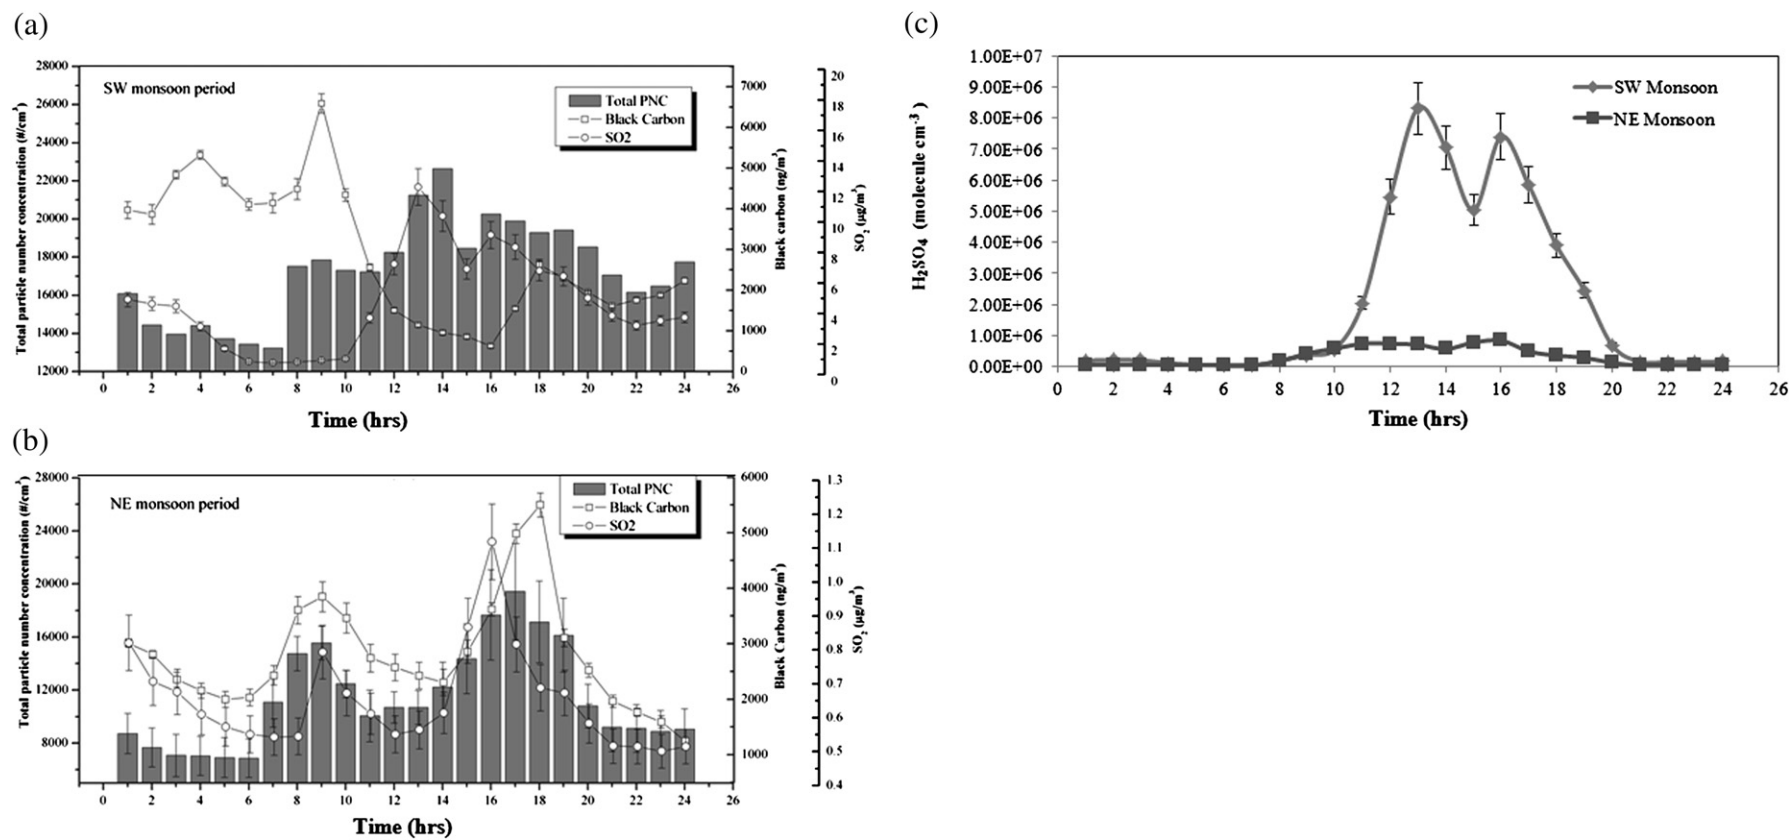 (a)
SW monsoon period
Total PNC
Black Carbon
SO2
Total particle number concentration (#/cm³)
28000
26000
24000
22000
20000
18000
16000
14000
12000
7000
6000
5000
4000
3000
2000
1000
0
Black carbon (ng/m³)
20
18
16
14
12
10
8
6
4
2
0
SO₂ (µg/m³)
0 2 4 6 8 10 12 14 16 18 20 22 24 26
Time (hrs)
(b)
NE monsoon period
Total PNC
Black Carbon
SO2
Total particle number concentration (#/cm³)
28000
24000
20000
16000
12000
8000
6000
5000
4000
3000
2000
1000
Black Carbon (ng/m³)
1.3
1.2
1.1
1.0
0.9
0.8
0.7
0.6
0.5
0.4
SO₂ (µg/m³)
0 2 4 6 8 10 12 14 16 18 20 22 24 26
Time (hrs)
(c)
H₂SO₄ (molecule cm⁻³)
1.00E+07
9.00E+06
8.00E+06
7.00E+06
6.00E+06
5.00E+06
4.00E+06
3.00E+06
2.00E+06
1.00E+06
0.00E+00
SW Monsoon
NE Monsoon
0 2 4 6 8 10 12 14 16 18 20 22 24 26
Time (hrs)